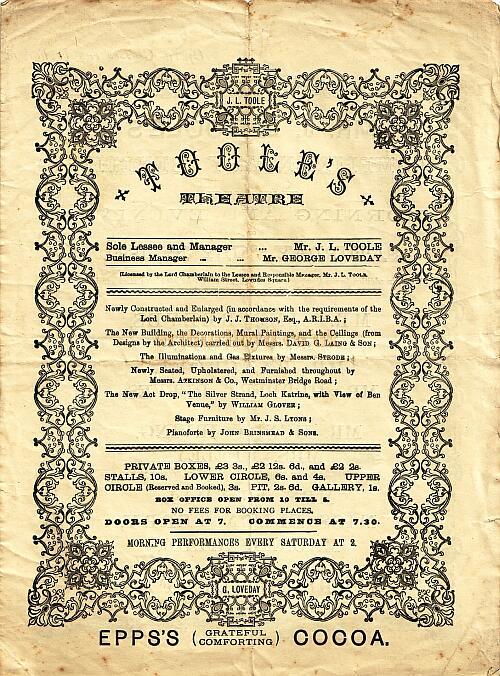 J. L. TOOLE
TOOLE'S
THEATRE
Sole Lessee and Manager ... Mr. J. L. TOOLE
Business Manager ... ... Mr. GEORGE LOVEDAY
(Licensed by the Lord Chamberlain to the Lessee and Responsible Manager, Mr. J. L. TOOLE,
William Street, Lowndes Square.)
Newly Constructed and Enlarged (in accordance with the requirements of the
Lord Chamberlain) by J. J. THOMSON, Esq., A.R.I.B.A.;
The New Building, the Decorations, Mural Paintings, and the Ceilings (from
Designs by the Architect) carried out by Messrs. DAVID G. LAING & SON;
The Illuminations and Gas Fixtures by Messrs. STRODE;
Newly Seated, Upholstered, and Furnished throughout by
Messrs. ATKINSON & Co., Westminster Bridge Road;
The New Act Drop, "The Silver Strand, Loch Katrine, with View of Ben
Venue," by WILLIAM GLOVER;
Stage Furniture by Mr. J. S. LYONS;
Pianoforte by JOHN BRINSMEAD & SONS.
PRIVATE BOXES, £3 3s., £2 12s. 6d., and £2 2s.
STALLS, 10s. LOWER CIRCLE, 6s. and 4s. UPPER
CIRCLE (Reserved and Booked), 3s. PIT, 2s. 6d. GALLERY, 1s.
BOX OFFICE OPEN FROM 10 TILL 5.
NO FEES FOR BOOKING PLACES.
DOORS OPEN AT 7. COMMENCE AT 7.30.
MORNING PERFORMANCES EVERY SATURDAY AT 2.
G. LOVEDAY
EPPS'S (GRATEFUL COMFORTING) COCOA.